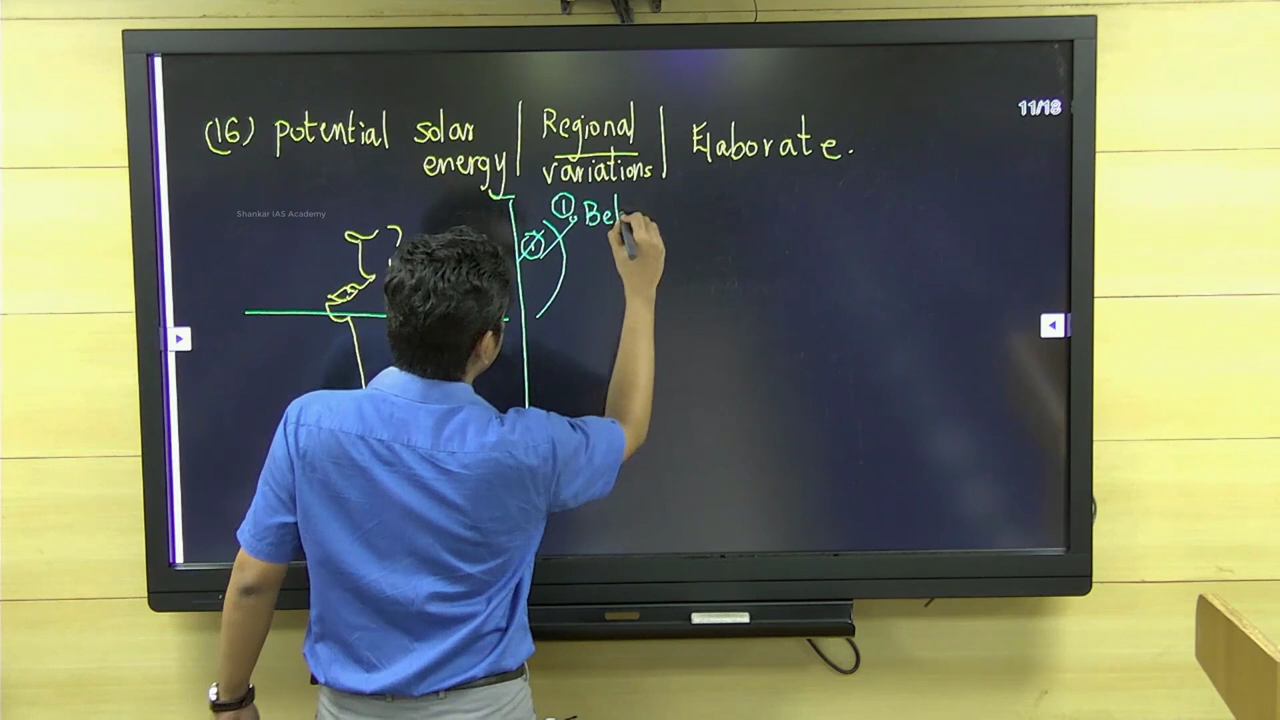 11/18
(16) potential solar energy | Regional variations | Elaborate.
Shankar IAS Academy
① Bel